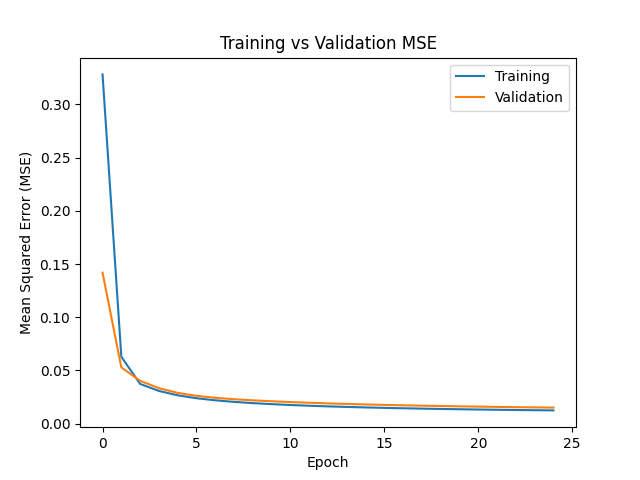 Training vs Validation MSE
Training
Validation
Mean Squared Error (MSE)
0.30
0.25
0.20
0.15
0.10
0.05
0.00
0 5 10 15 20 25
Epoch